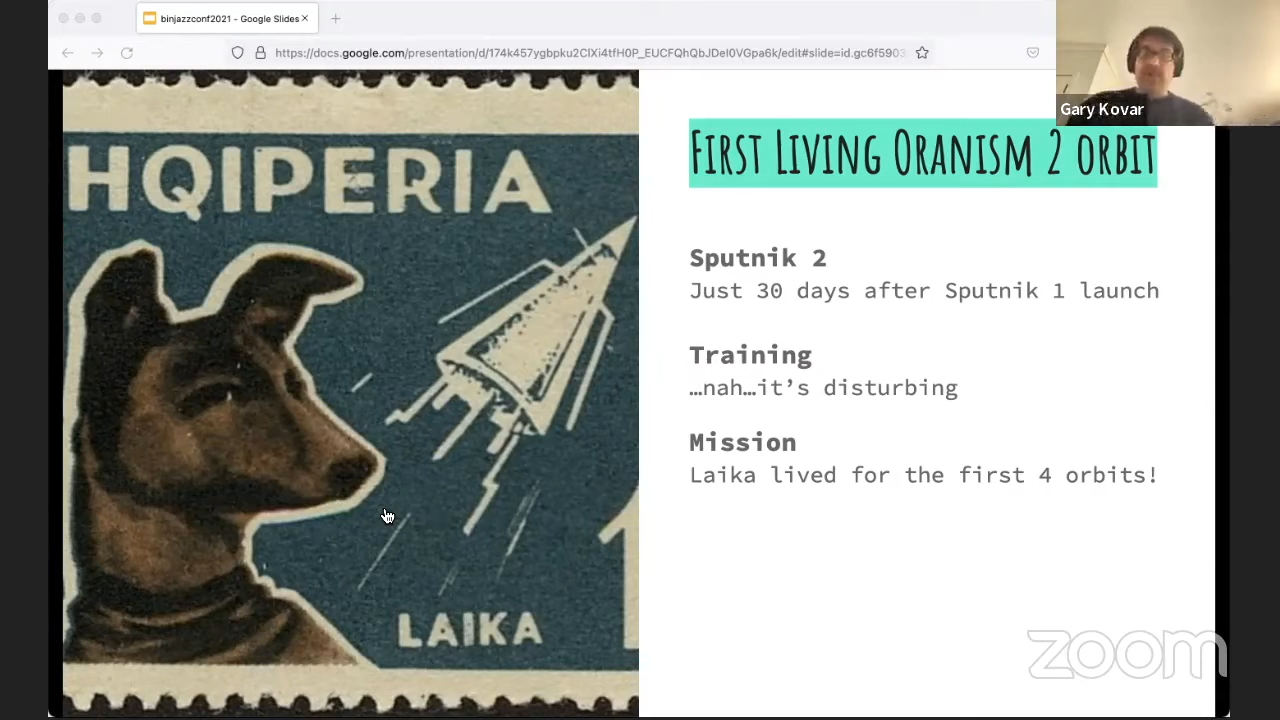 binjazzconf2021 - Google Slides
https://docs.google.com/presentation/d/174k457ygbpku2ClXi4tfH0P_EUCFQhQbJDeI0VGpa6k/edit#slide=id.gc6f5903
Gary Kovar
HQIPERIA
LAIKA
1
First Living Oranism 2 orbit
Sputnik 2
Just 30 days after Sputnik 1 launch
Training
…nah…it’s disturbing
Mission
Laika lived for the first 4 orbits!
zoom